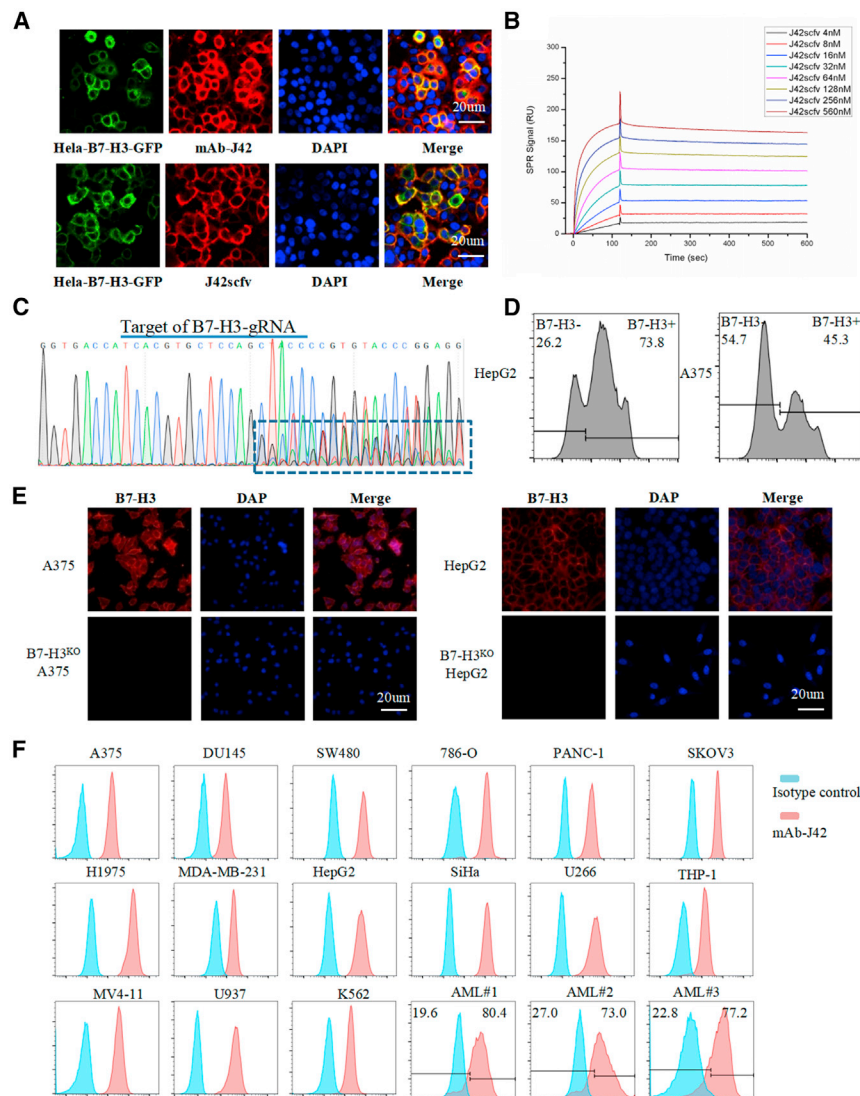 A
20um
Hela-B7-H3-GFP mAb-J42 DAPI Merge
20um
Hela-B7-H3-GFP J42scfv DAPI Merge
B
J42scfv 4nM
J42scfv 8nM
J42scfv 16nM
J42scfv 32nM
J42scfv 64nM
J42scfv 128nM
J42scfv 256nM
J42scfv 560nM
SPR Signal (RU)
300
250
200
150
100
50
0
-100 0 100 200 300 400 500 600
Time (sec)
C
Target of B7-H3-gRNA
GGTGACCATCACGTGCTCCAGCTACCCCGTGTACCCGGAGG
D
HepG2
B7-H3- B7-H3+
26.2 73.8
A375
B7-H3- B7-H3+
54.7 45.3
E
B7-H3 DAP Merge
A375
B7-H3KO
A375
20um
B7-H3 DAP Merge
HepG2
B7-H3KO
HepG2
20um
F
A375 DU145 SW480 786-O PANC-1 SKOV3
Isotype control
mAb-J42
H1975 MDA-MB-231 HepG2 SiHa U266 THP-1
MV4-11 U937 K562 AML#1 AML#2 AML#3
19.6 80.4 27.0 73.0 22.8 77.2